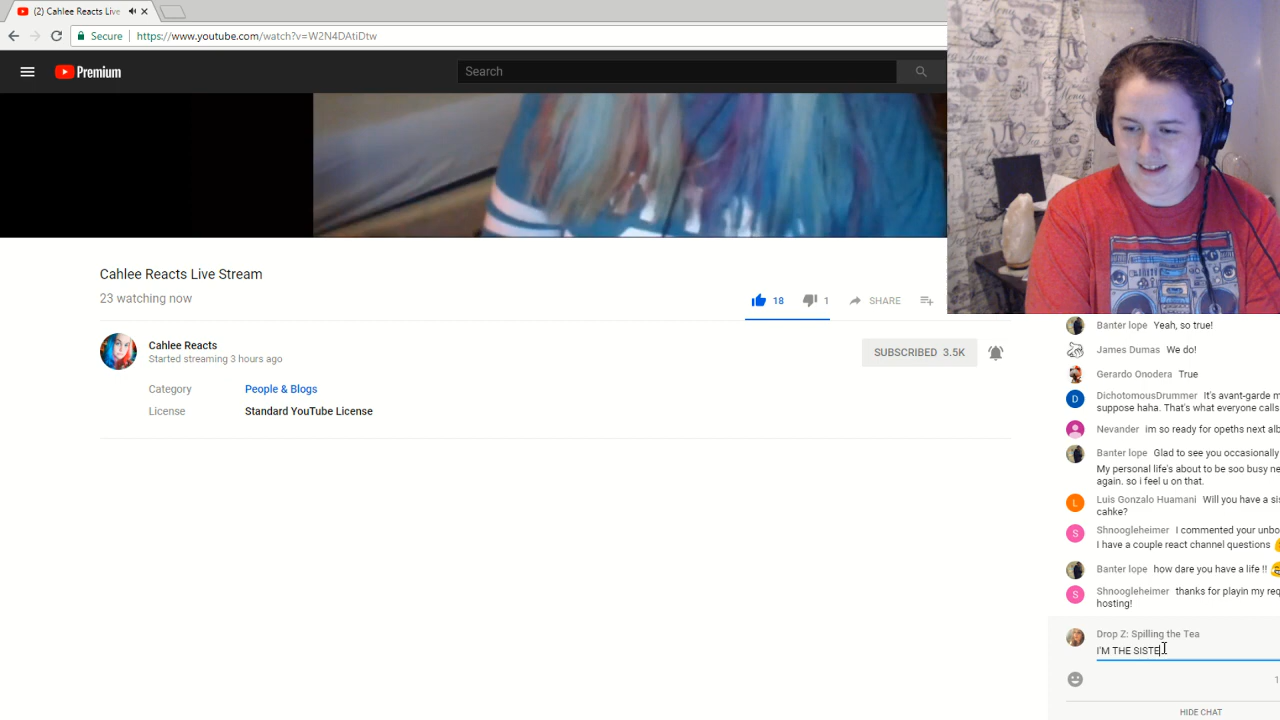 (2) Cahlee Reacts Live
Secure https://www.youtube.com/watch?v=W2N4DAtiDtw
Premium
Search
Cahlee Reacts Live Stream
23 watching now
18 1 SHARE
Cahlee Reacts
Started streaming 3 hours ago
SUBSCRIBED 3.5K
Category People & Blogs
License Standard YouTube License
Banter lope Yeah, so true!
James Dumas We do!
Gerardo Onodera True
D DichotomousDrummer It's avant-garde m
suppose haha. That's what everyone calls
Nevander im so ready for opeths next alb
Banter lope Glad to see you occasionally
My personal life's about to be soo busy ne
again. so i feel u on that.
L Luis Gonzalo Huamani Will you have a sis
cahke?
S Shnoogleheimer I commented your unbo
I have a couple react channel questions
Banter lope how dare you have a life !!
S Shnoogleheimer thanks for playin my req
hosting!
Drop Z: Spilling the Tea
I'M THE SISTE
1
HIDE CHAT